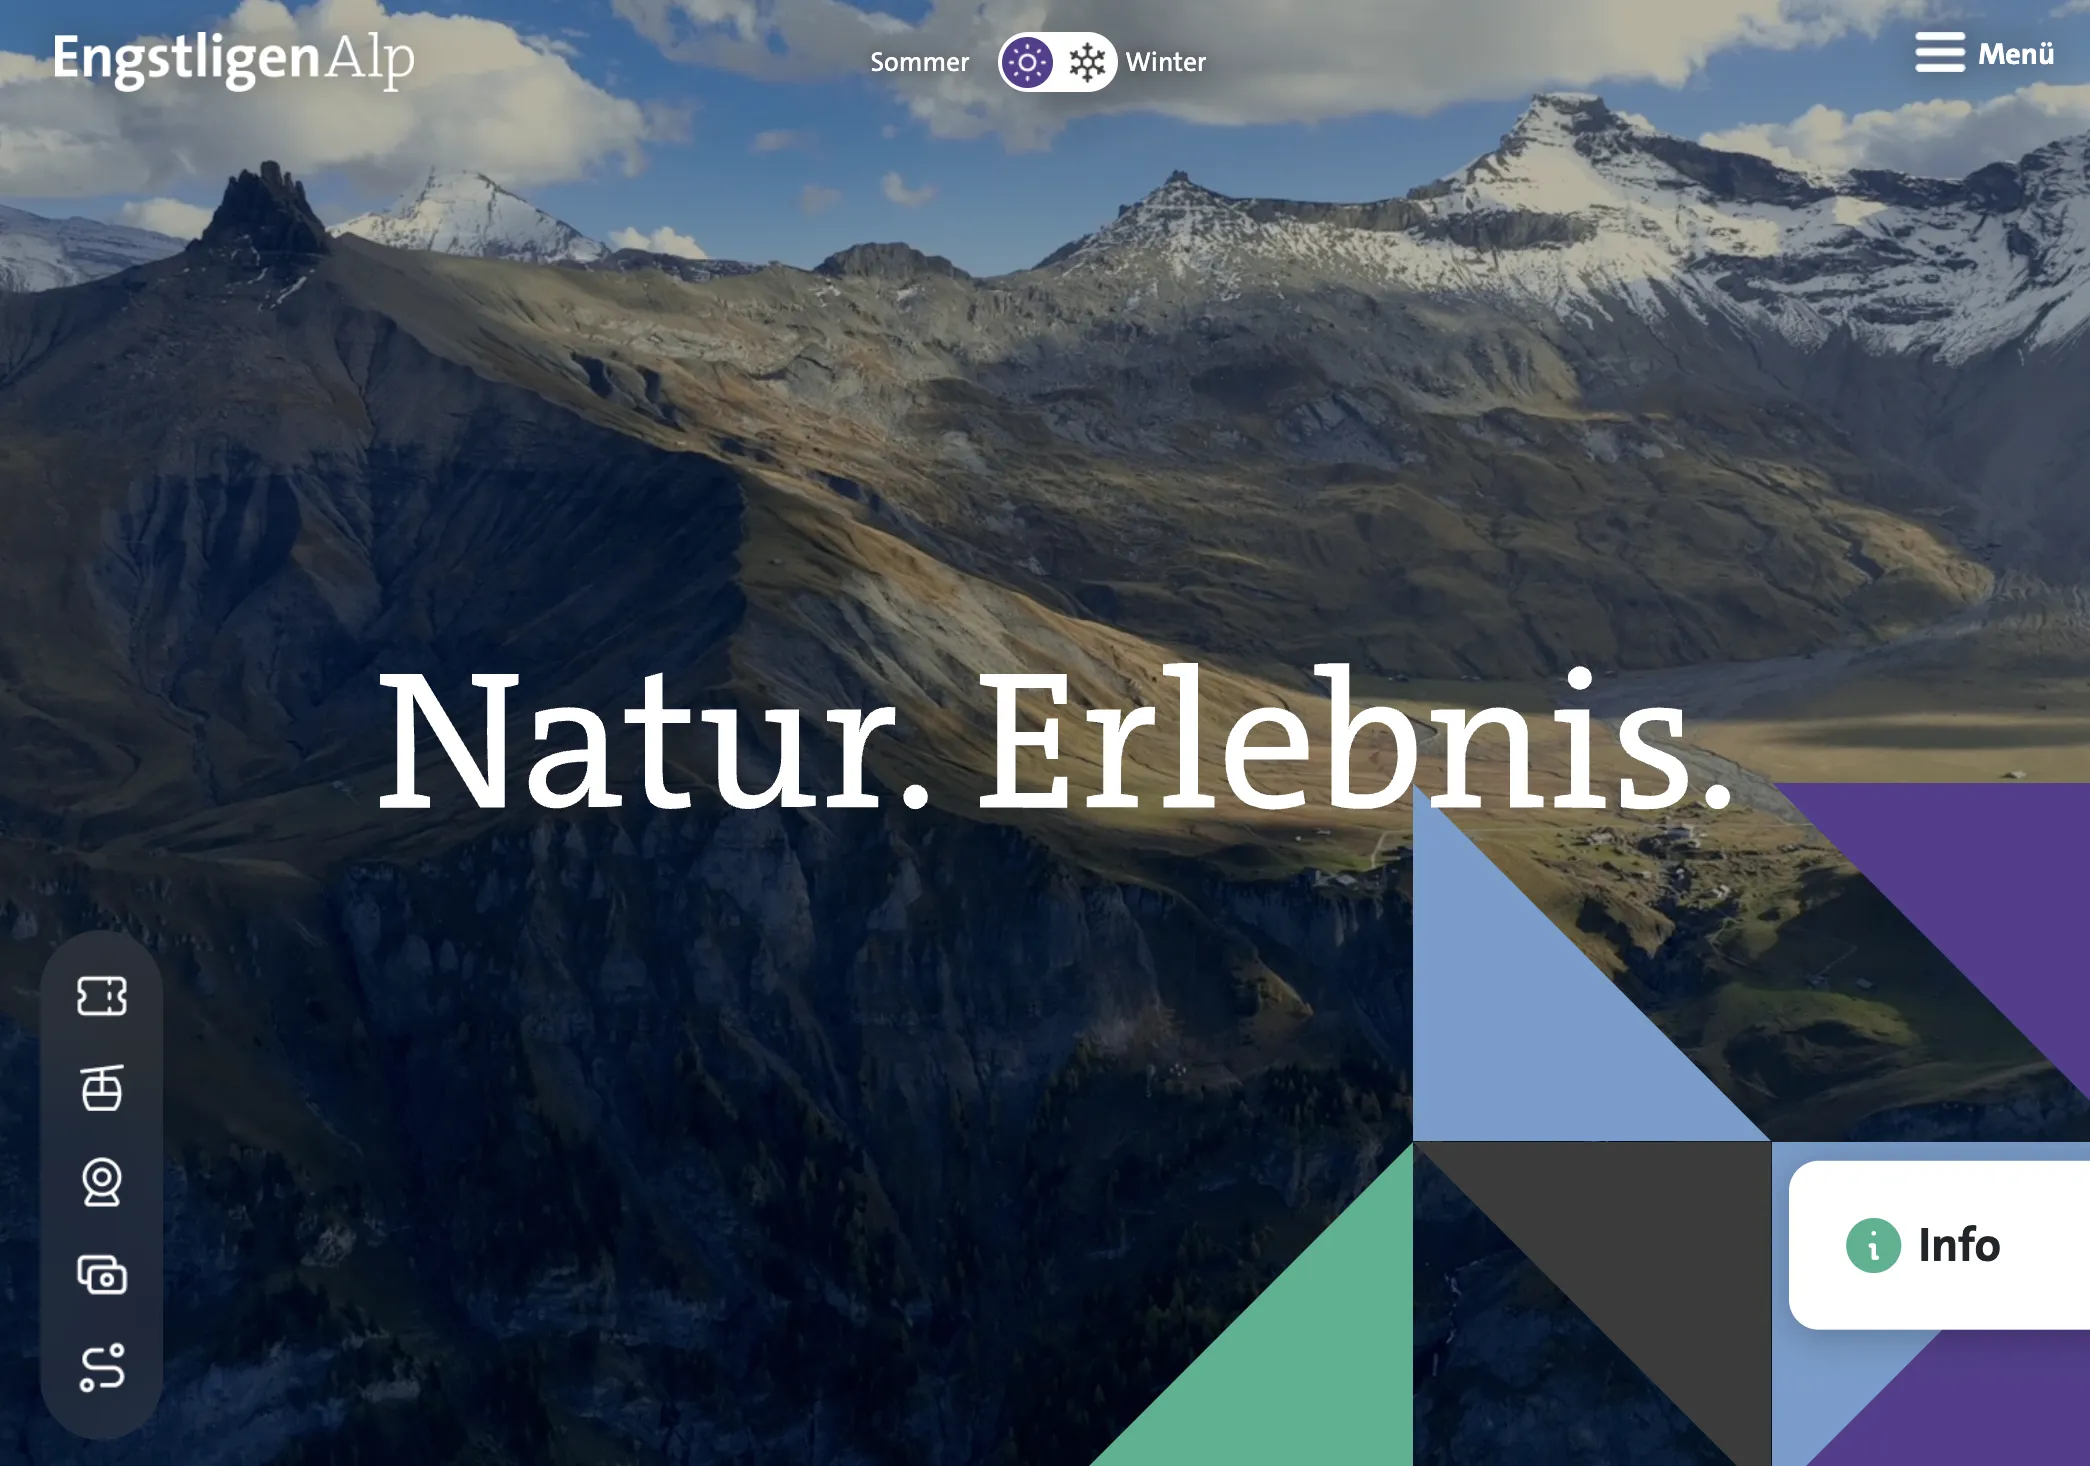 EngstligenAlp
Sommer Winter
Menü
Natur. Erlebnis.
Info